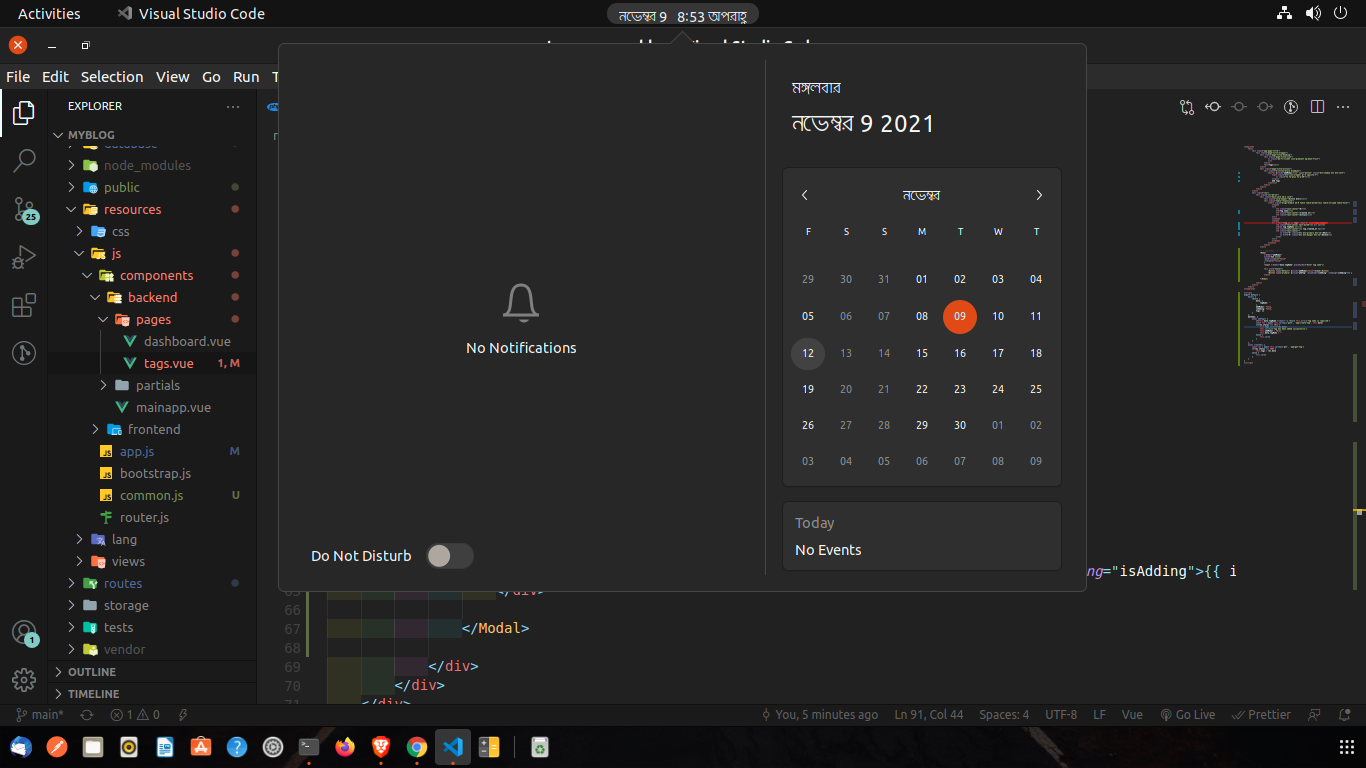 Activities
Visual Studio Code
নভেম্বর 9 8:53 অপরাহ্ণ
File Edit Selection View Go Run T
EXPLORER
MYBLOG
database
node_modules
public
resources
css
js
components
backend
pages
dashboard.vue
tags.vue 1, M
partials
mainapp.vue
frontend
app.js M
bootstrap.js
common.js U
router.js
lang
views
routes
storage
tests
vendor
OUTLINE
TIMELINE
25
1
No Notifications
Do Not Disturb
মঙ্গলবার
নভেম্বর 9 2021
নভেম্বর
F S S M T W T
29 30 31 01 02 03 04
05 06 07 08 09 10 11
12 13 14 15 16 17 18
19 20 21 22 23 24 25
26 27 28 29 30 01 02
03 04 05 06 07 08 09
Today
No Events
ng="isAdding">{{ i
65 </div>
66
67 </Modal>
68
69 </div>
70 </div>
71 </div>
main* 1 0 You, 5 minutes ago Ln 91, Col 44 Spaces: 4 UTF-8 LF Vue Go Live Prettier